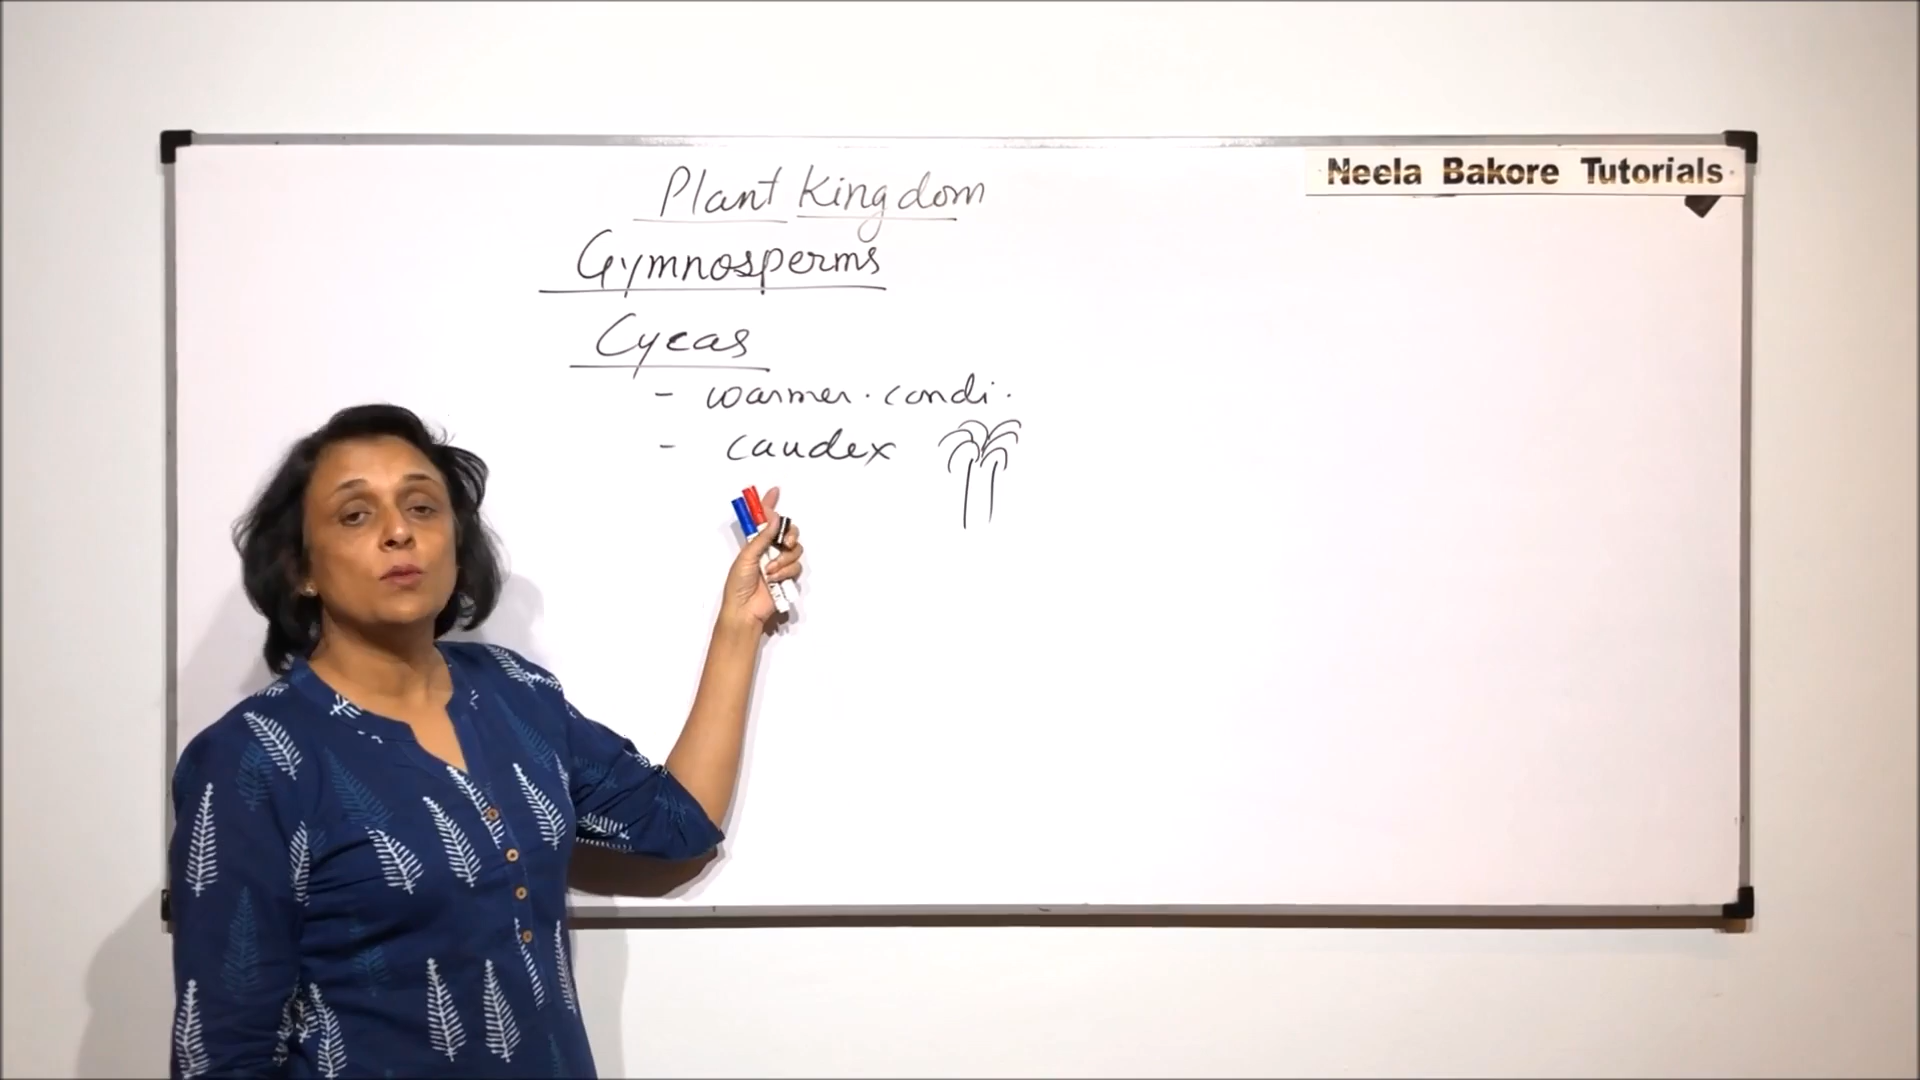 Neela Bakore Tutorials
Plant Kingdom
Gymnosperms
Cycas
- warmer. condi.
- caudex